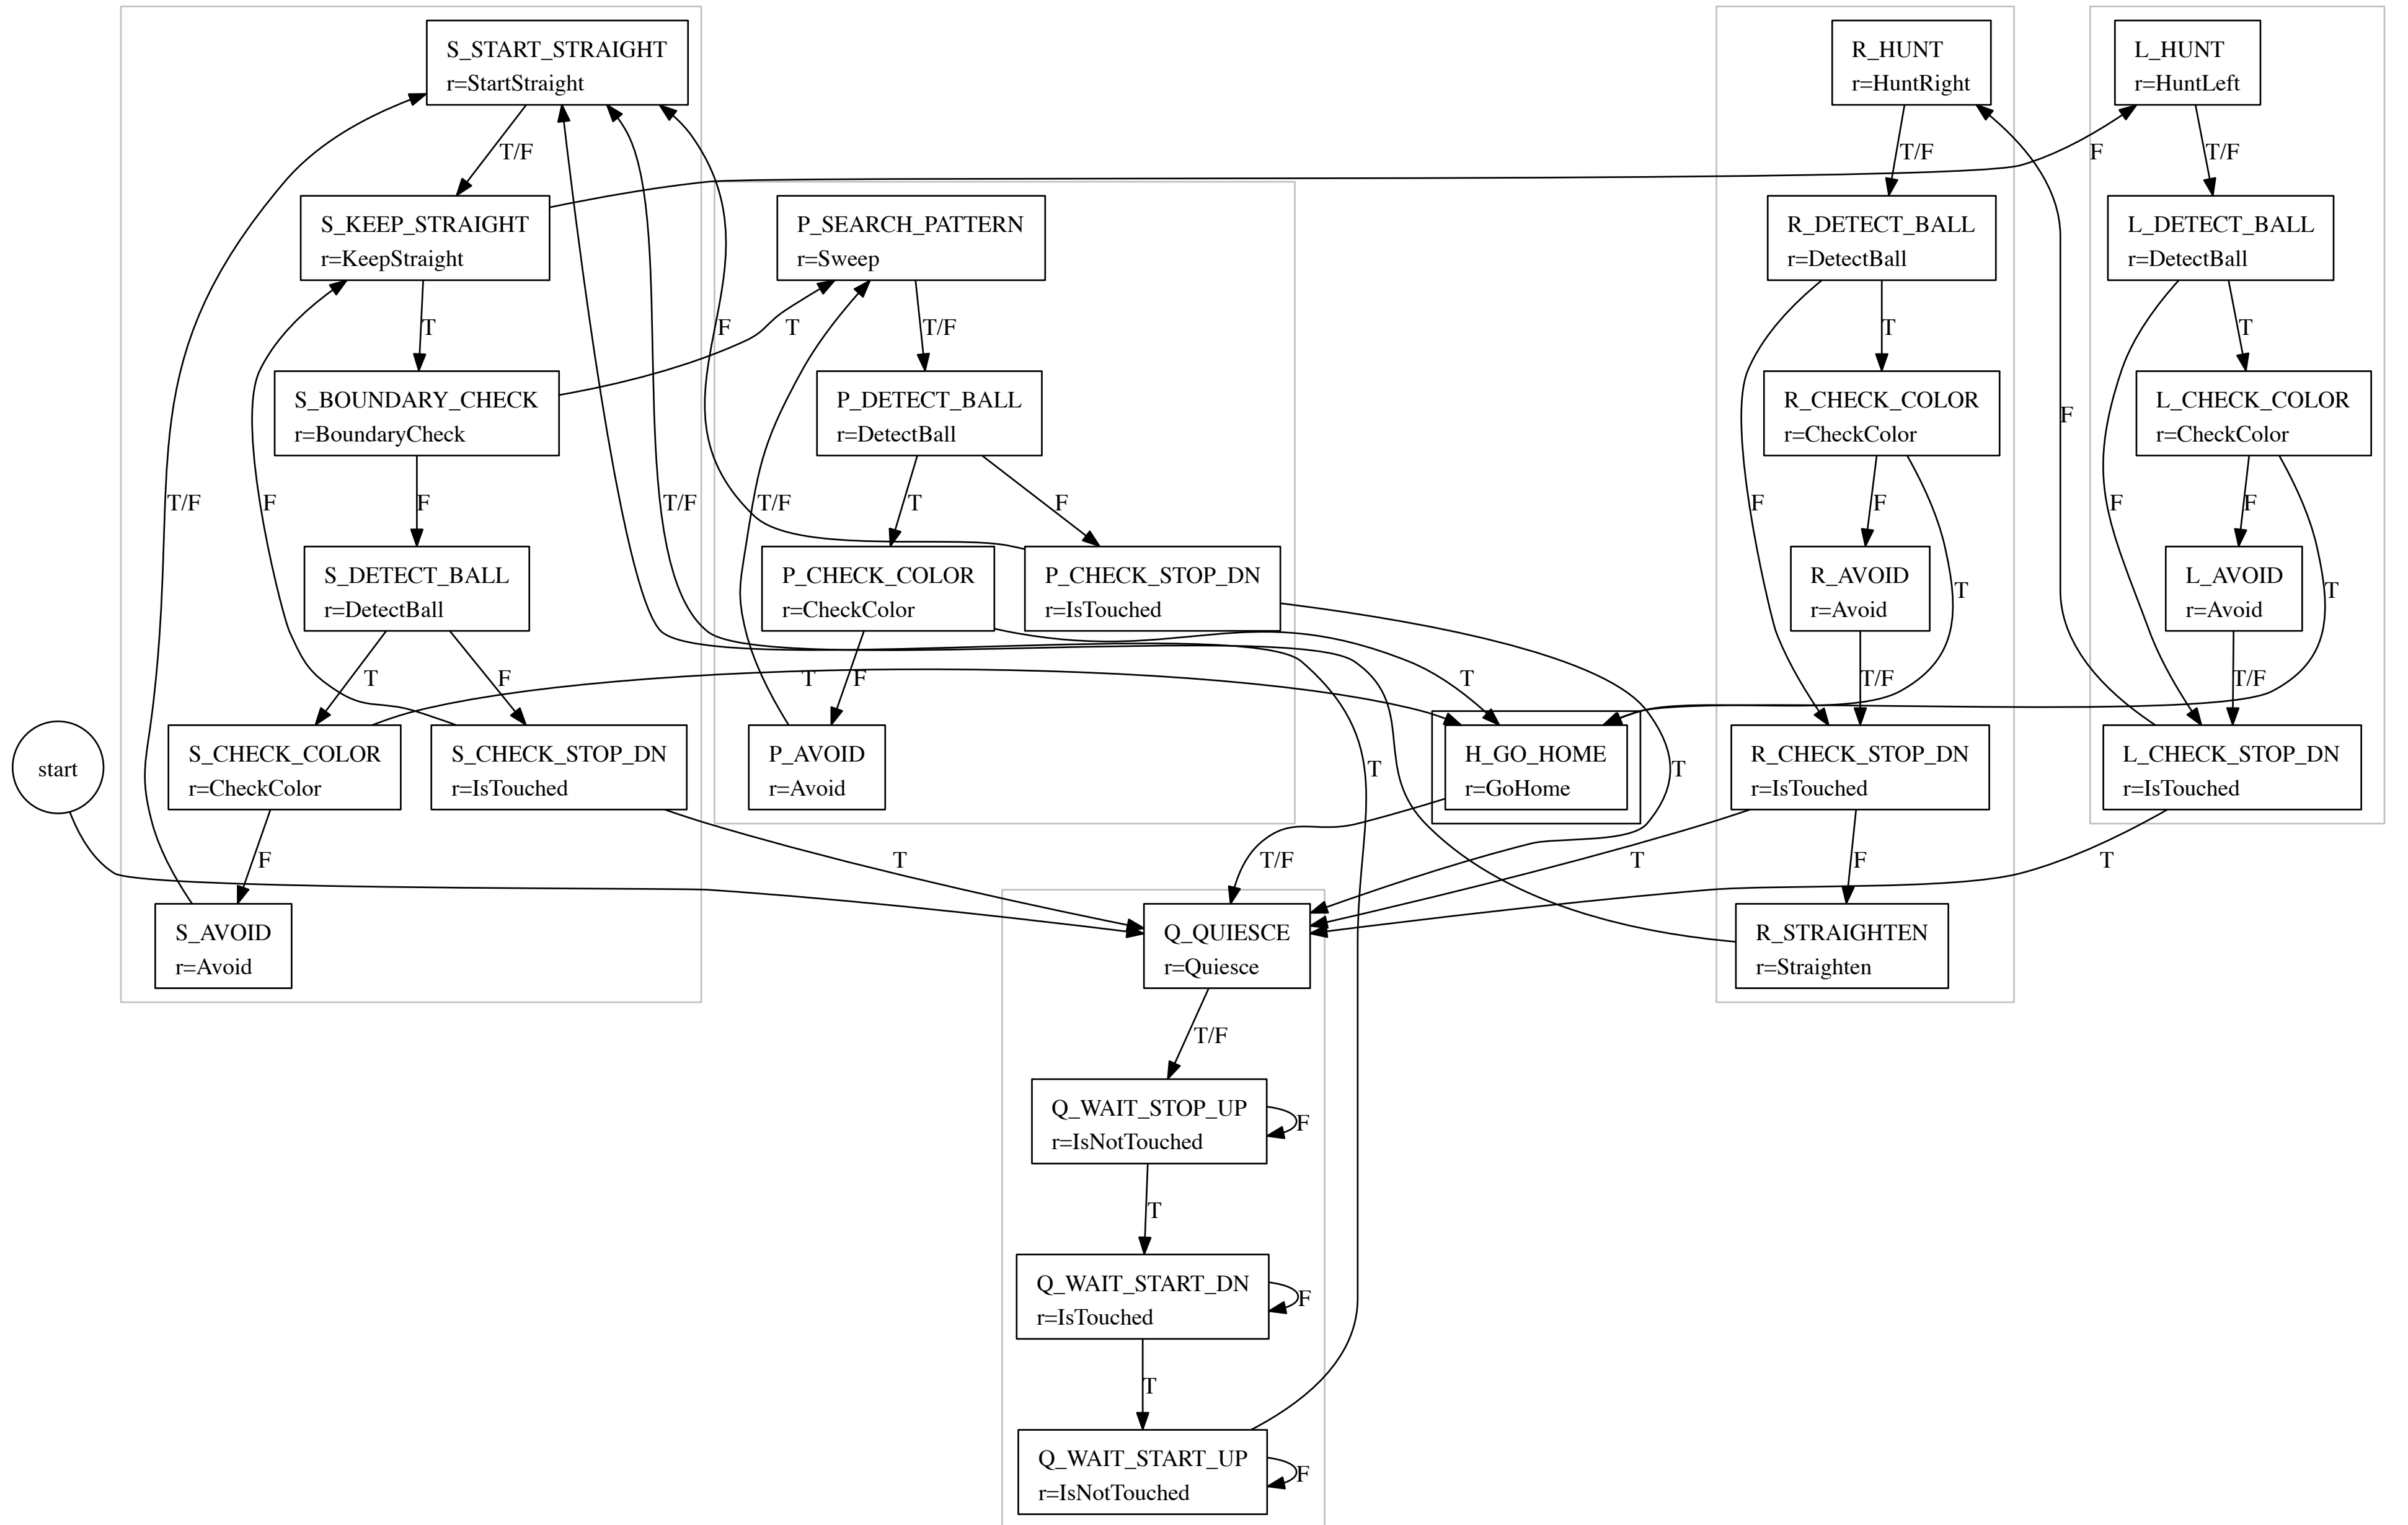 S_START_STRAIGHT
r=StartStraight
R_HUNT
r=HuntRight
L_HUNT
r=HuntLeft
T/F
T/F
F
T/F
S_KEEP_STRAIGHT
r=KeepStraight
P_SEARCH_PATTERN
r=Sweep
R_DETECT_BALL
r=DetectBall
L_DETECT_BALL
r=DetectBall
T
F
T
T/F
T
T
S_BOUNDARY_CHECK
r=BoundaryCheck
P_DETECT_BALL
r=DetectBall
R_CHECK_COLOR
r=CheckColor
F
L_CHECK_COLOR
r=CheckColor
T/F
F
F
T/F
T/F
T
F
F
F
F
F
S_DETECT_BALL
r=DetectBall
P_CHECK_COLOR
r=CheckColor
P_CHECK_STOP_DN
r=IsTouched
R_AVOID
r=Avoid
T
L_AVOID
r=Avoid
T
T
F
T
F
T
T/F
T/F
start
S_CHECK_COLOR
r=CheckColor
S_CHECK_STOP_DN
r=IsTouched
P_AVOID
r=Avoid
T
H_GO_HOME
r=GoHome
T
R_CHECK_STOP_DN
r=IsTouched
L_CHECK_STOP_DN
r=IsTouched
F
T
T/F
T
F
T
S_AVOID
r=Avoid
Q_QUIESCE
r=Quiesce
R_STRAIGHTEN
r=Straighten
T/F
Q_WAIT_STOP_UP
r=IsNotTouched
F
T
Q_WAIT_START_DN
r=IsTouched
F
T
Q_WAIT_START_UP
r=IsNotTouched
F